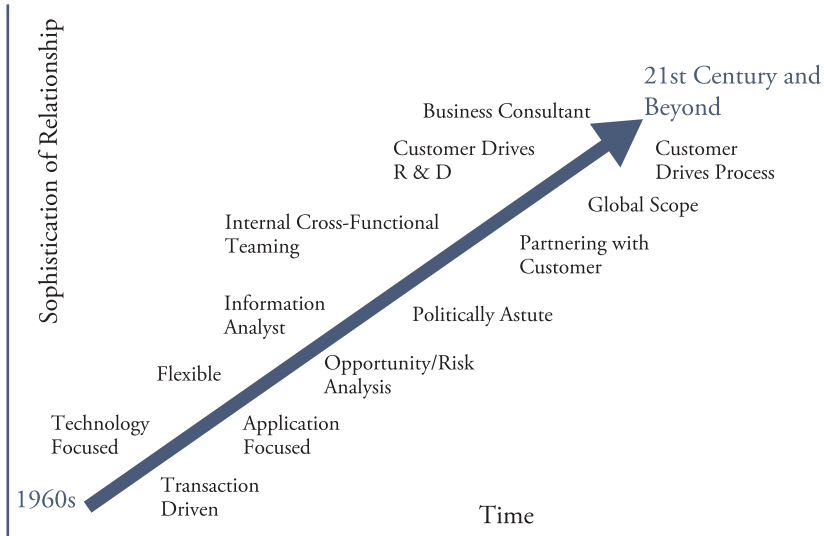 Sophistication of Relationship
21st Century and
Beyond
Business Consultant
Customer Drives
R & D
Customer
Drives Process
Global Scope
Internal Cross-Functional
Teaming
Partnering with
Customer
Information
Analyst
Politically Astute
Flexible
Opportunity/Risk
Analysis
Technology
Focused
Application
Focused
Transaction
Driven
1960s
Time